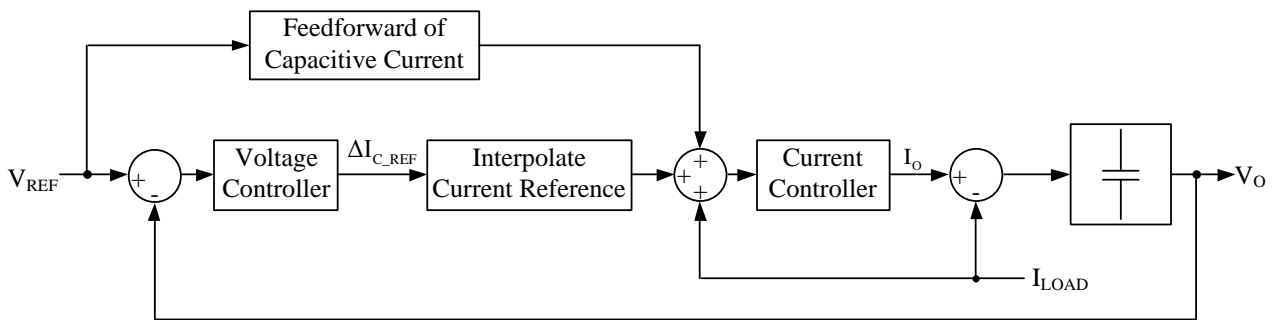 Feedforward of
Capacitive Current
V_REF
+
-
Voltage
Controller
ΔI_C_REF
Interpolate
Current Reference
+
+
+
Current
Controller
I_O
+
-
V_O
I_LOAD